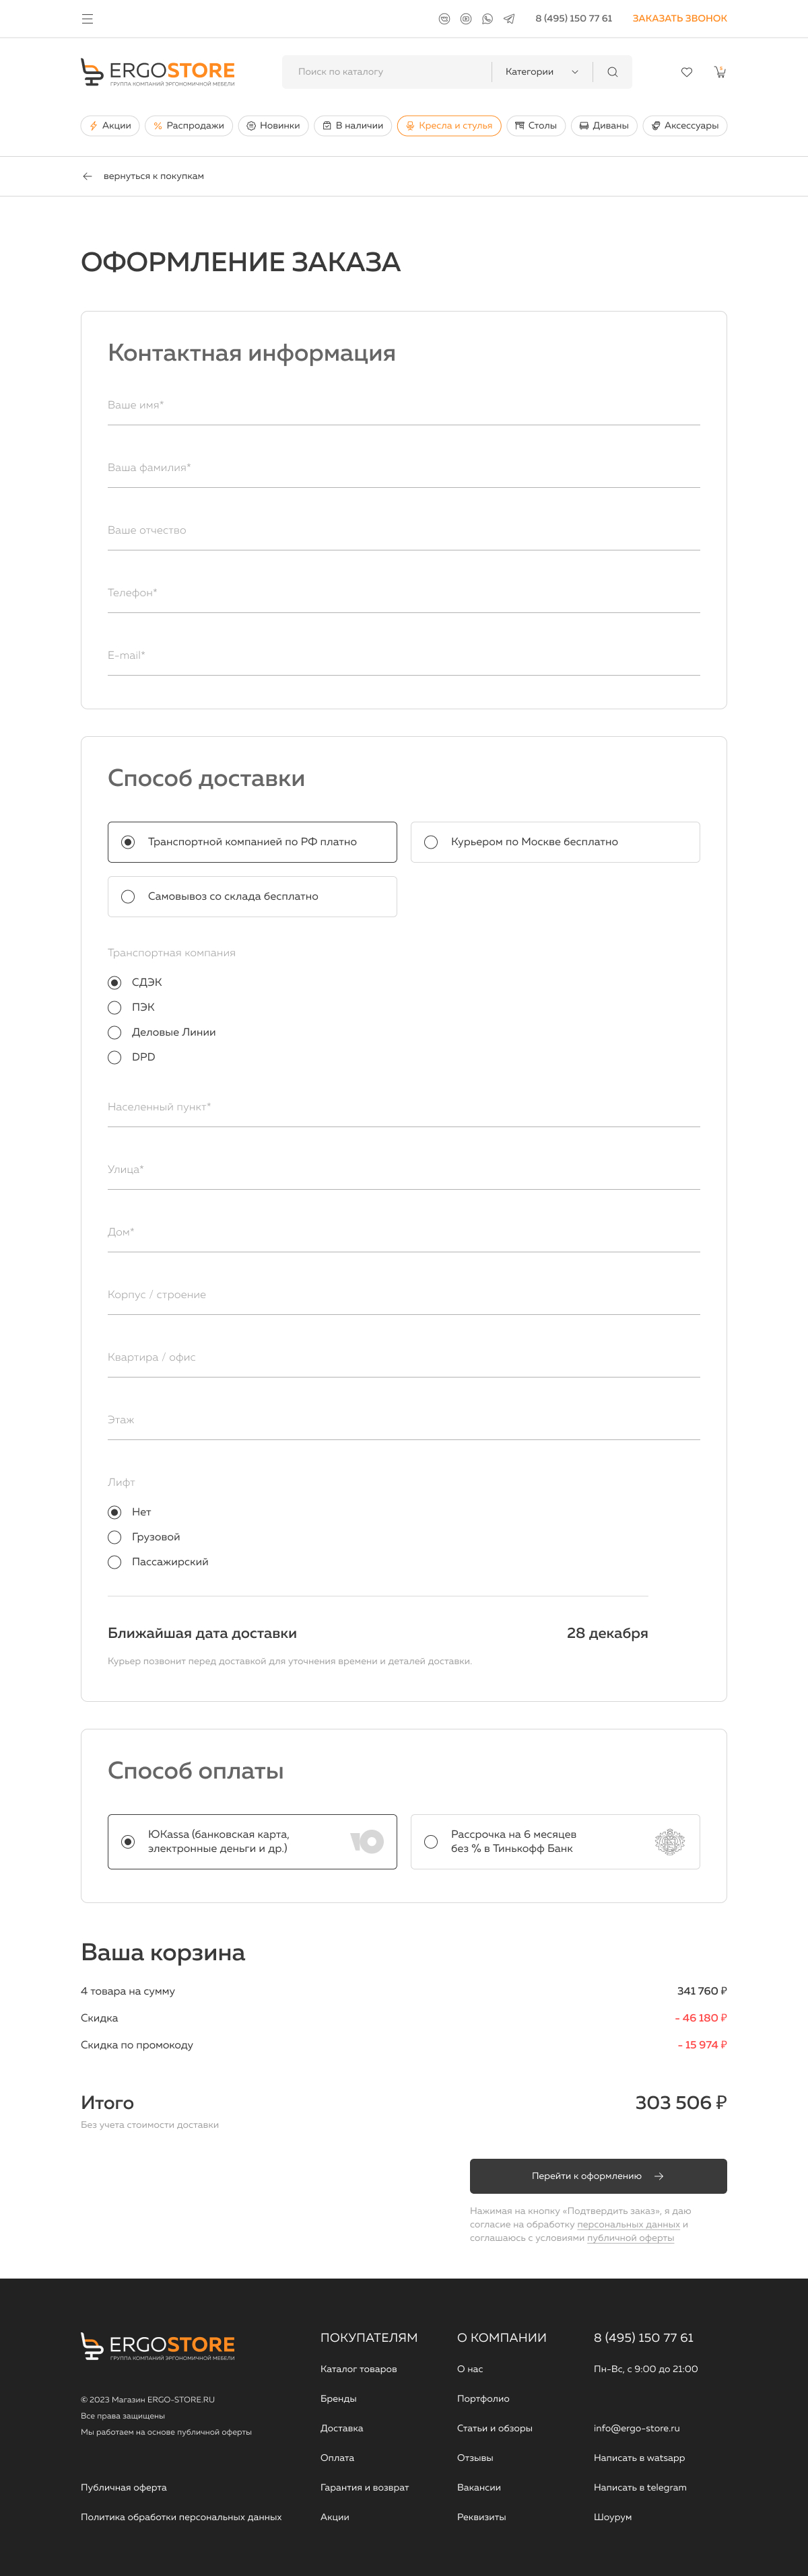 8 (495) 150 77 61
ЗАКАЗАТЬ ЗВОНОК
ERGOSTORE
ГРУППА КОМПАНИЙ ЭРГОНОМИЧНОЙ МЕБЕЛИ
Поиск по каталогу
Категории
Акции
Распродажи
Новинки
В наличии
Кресла и стулья
Столы
Диваны
Аксессуары
вернуться к покупкам
ОФОРМЛЕНИЕ ЗАКАЗА
Контактная информация
Ваше имя*
Ваша фамилия*
Ваше отчество
Телефон*
E-mail*
Способ доставки
Транспортной компанией по РФ платно
Курьером по Москве бесплатно
Самовывоз со склада бесплатно
Транспортная компания
СДЭК
ПЭК
Деловые Линии
DPD
Населенный пункт*
Улица*
Дом*
Корпус / строение
Квартира / офис
Этаж
Лифт
Нет
Грузовой
Пассажирский
Ближайшая дата доставки
28 декабря
Курьер позвонит перед доставкой для уточнения времени и деталей доставки.
Способ оплаты
ЮKassa (банковская карта,
электронные деньги и др.)
Ю
Рассрочка на 6 месяцев
без % в Тинькофф Банк
Ваша корзина
4 товара на сумму
341 760 ₽
Скидка
- 46 180 ₽
Скидка по промокоду
- 15 974 ₽
Итого
303 506 ₽
Без учета стоимости доставки
Перейти к оформлению
Нажимая на кнопку «Подтвердить заказ», я даю
согласие на обработку персональных данных и
соглашаюсь с условиями публичной оферты
ERGOSTORE
ГРУППА КОМПАНИЙ ЭРГОНОМИЧНОЙ МЕБЕЛИ
© 2023 Магазин ERGO-STORE.RU
Все права защищены
Мы работаем на основе публичной оферты
Публичная оферта
Политика обработки персональных данных
ПОКУПАТЕЛЯМ
Каталог товаров
Бренды
Доставка
Оплата
Гарантия и возврат
Акции
О КОМПАНИИ
О нас
Портфолио
Статьи и обзоры
Отзывы
Вакансии
Реквизиты
8 (495) 150 77 61
Пн-Вс, с 9:00 до 21:00
info@ergo-store.ru
Написать в watsapp
Написать в telegram
Шоурум